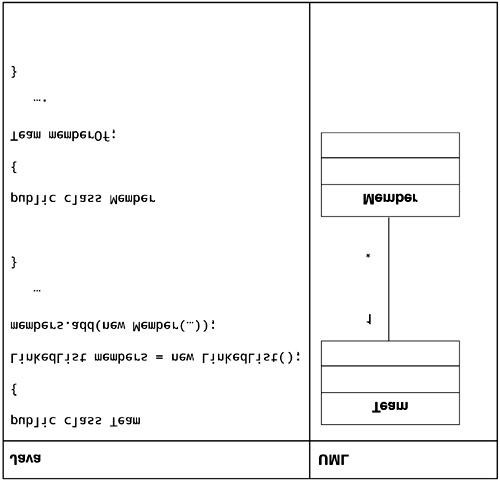 Java
UML
public class Team
{
LinkedList members = new LinkedList();
members.add(new Member(…));
…
}
public class Member
{
Team memberOf;
….
}
Team
1
*
Member